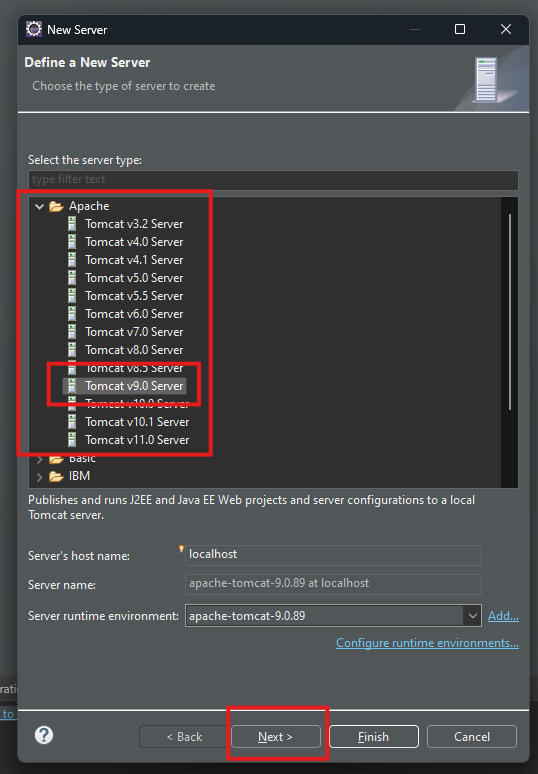 New Server
Define a New Server
Choose the type of server to create
Select the server type:
type filter text
Apache
Tomcat v3.2 Server
Tomcat v4.0 Server
Tomcat v4.1 Server
Tomcat v5.0 Server
Tomcat v5.5 Server
Tomcat v6.0 Server
Tomcat v7.0 Server
Tomcat v8.0 Server
Tomcat v8.5 Server
Tomcat v9.0 Server
Tomcat v10.0 Server
Tomcat v10.1 Server
Tomcat v11.0 Server
Basic
IBM
Publishes and runs J2EE and Java EE Web projects and server configurations to a local
Tomcat server.
Server's host name: localhost
Server name: apache-tomcat-9.0.89 at localhost
Server runtime environment: apache-tomcat-9.0.89 Add...
Configure runtime environments...
to
? < Back Next > Finish Cancel